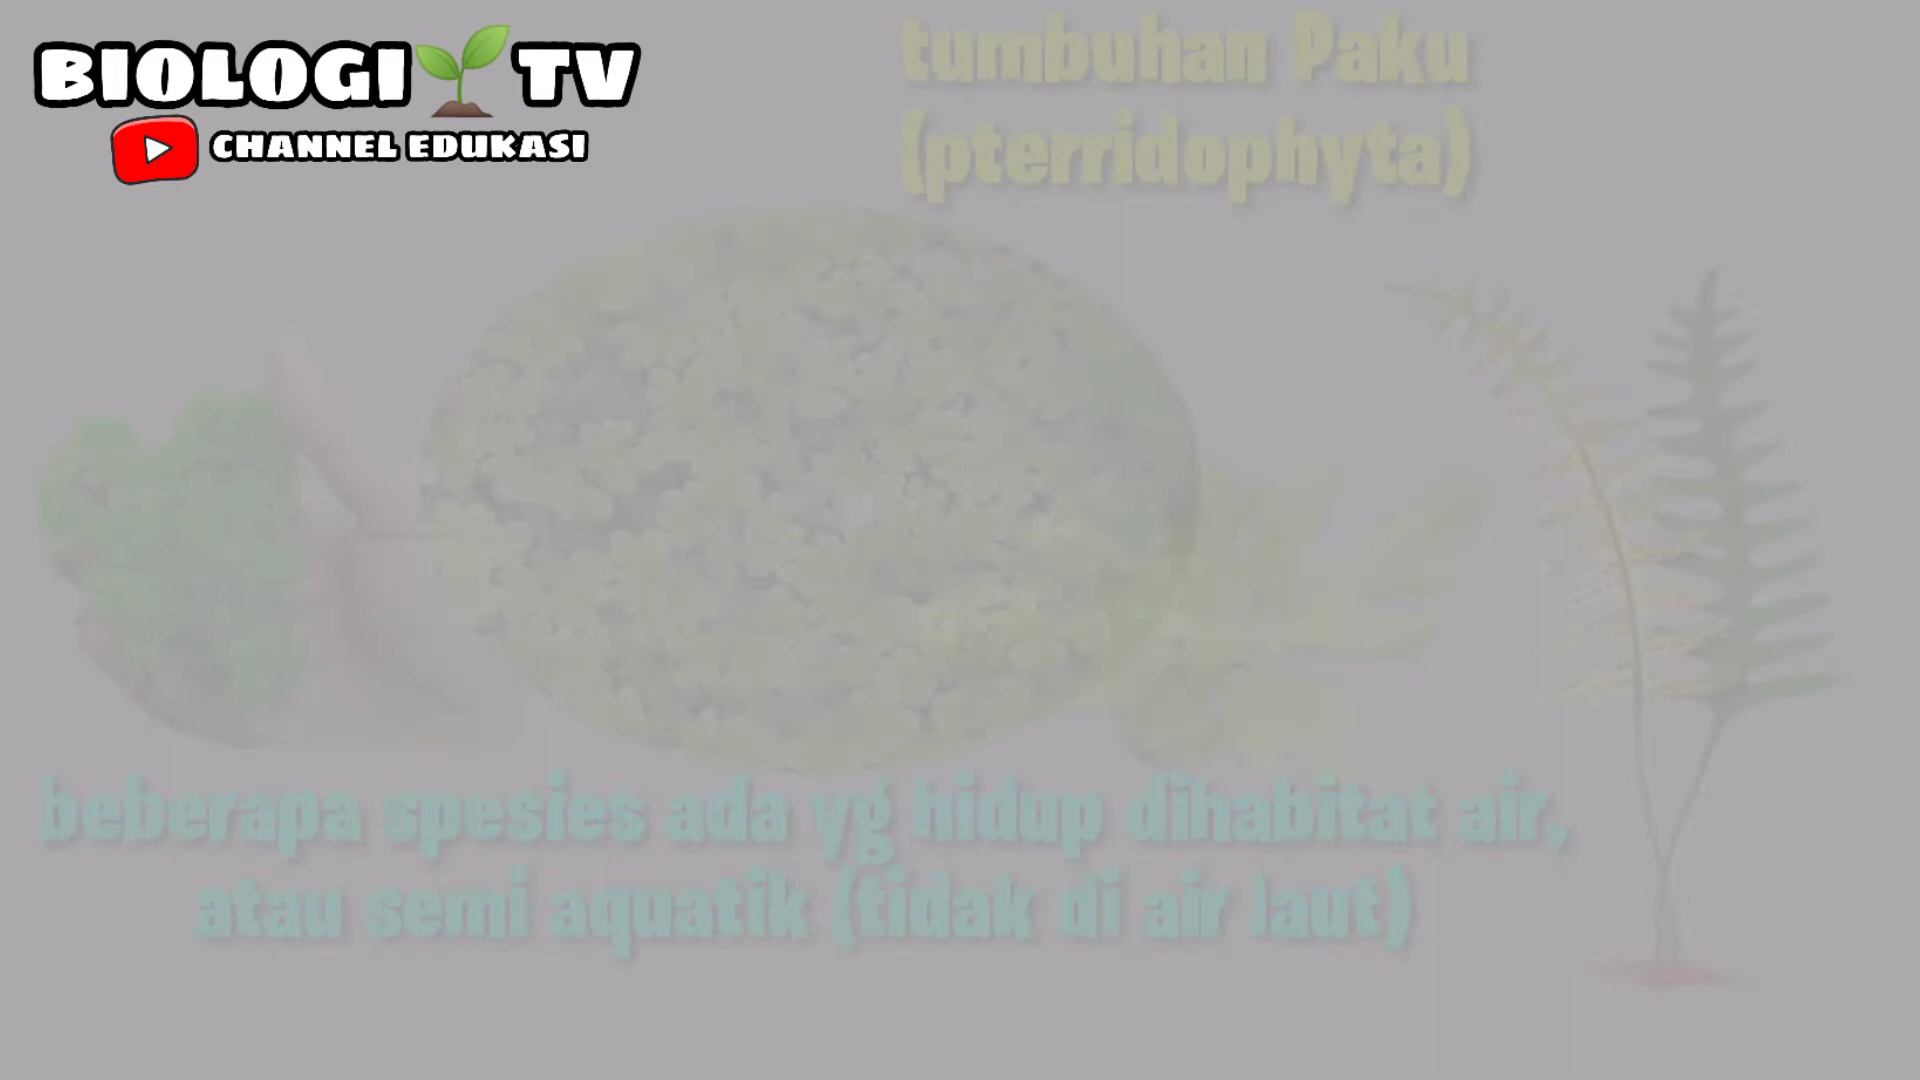 BIOLOGI TV
CHANNEL EDUKASI
tumbuhan Paku
(pterridophyta)
beberapa spesies ada yg hidup dihabitat air,
atau semi aquatik (tidak di air laut)